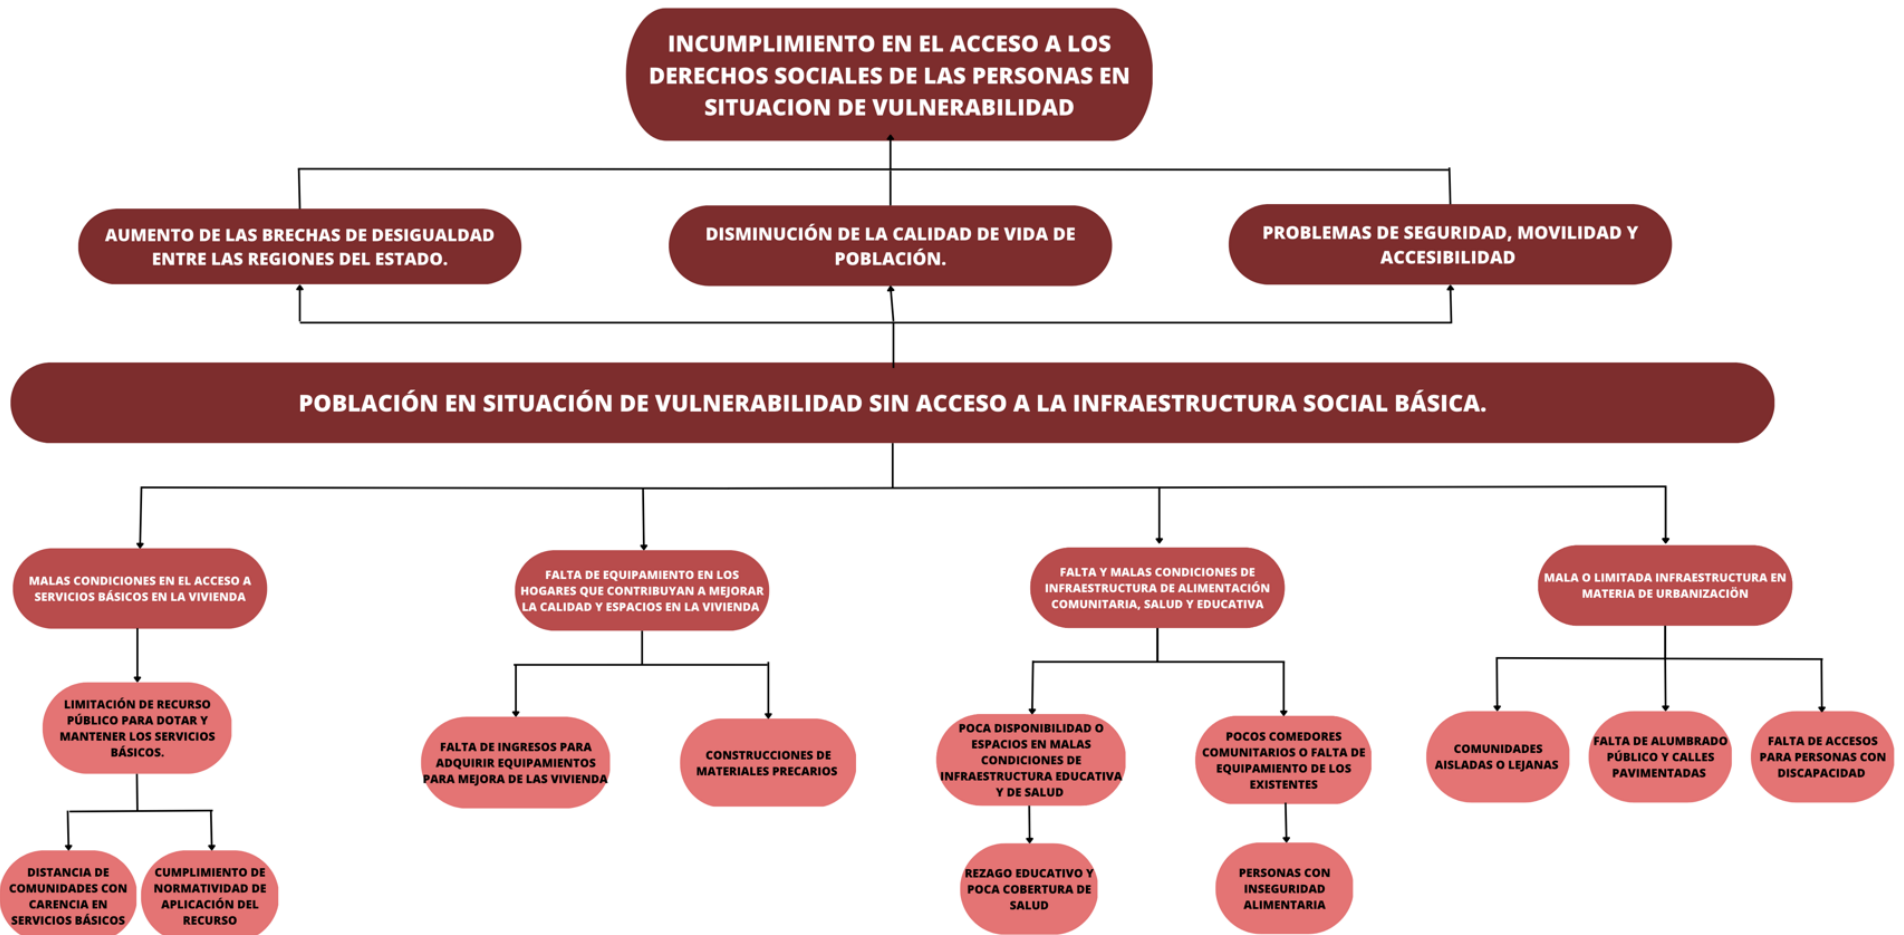 INCUMPLIMIENTO EN EL ACCESO A LOS
DERECHOS SOCIALES DE LAS PERSONAS EN
SITUACION DE VULNERABILIDAD
AUMENTO DE LAS BRECHAS DE DESIGUALDAD
ENTRE LAS REGIONES DEL ESTADO.
DISMINUCIÓN DE LA CALIDAD DE VIDA DE
POBLACIÓN.
PROBLEMAS DE SEGURIDAD, MOVILIDAD Y
ACCESIBILIDAD
POBLACIÓN EN SITUACIÓN DE VULNERABILIDAD SIN ACCESO A LA INFRAESTRUCTURA SOCIAL BÁSICA.
MALAS CONDICIONES EN EL ACCESO A
SERVICIOS BÁSICOS EN LA VIVIENDA
FALTA DE EQUIPAMIENTO EN LOS
HOGARES QUE CONTRIBUYAN A MEJORAR
LA CALIDAD Y ESPACIOS EN LA VIVIENDA
FALTA Y MALAS CONDICIONES DE
INFRAESTRUCTURA DE ALIMENTACIÓN
COMUNITARIA, SALUD Y EDUCATIVA
MALA O LIMITADA INFRAESTRUCTURA EN
MATERIA DE URBANIZACIÖN
LIMITACIÓN DE RECURSO
PÚBLICO PARA DOTAR Y
MANTENER LOS SERVICIOS
BÁSICOS.
FALTA DE INGRESOS PARA
ADQUIRIR EQUIPAMIENTOS
PARA MEJORA DE LAS VIVIENDA
CONSTRUCCIONES DE
MATERIALES PRECARIOS
POCA DISPONIBILIDAD O
ESPACIOS EN MALAS
CONDICIONES DE
INFRAESTRUCTURA EDUCATIVA
Y DE SALUD
POCOS COMEDORES
COMUNITARIOS O FALTA DE
EQUIPAMIENTO DE LOS
EXISTENTES
COMUNIDADES
AISLADAS O LEJANAS
FALTA DE ALUMBRADO
PÚBLICO Y CALLES
PAVIMENTADAS
FALTA DE ACCESOS
PARA PERSONAS CON
DISCAPACIDAD
DISTANCIA DE
COMUNIDADES CON
CARENCIA EN
SERVICIOS BÁSICOS
CUMPLIMIENTO DE
NORMATIVIDAD DE
APLICACIÓN DEL
RECURSO
REZAGO EDUCATIVO Y
POCA COBERTURA DE
SALUD
PERSONAS CON
INSEGURIDAD
ALIMENTARIA